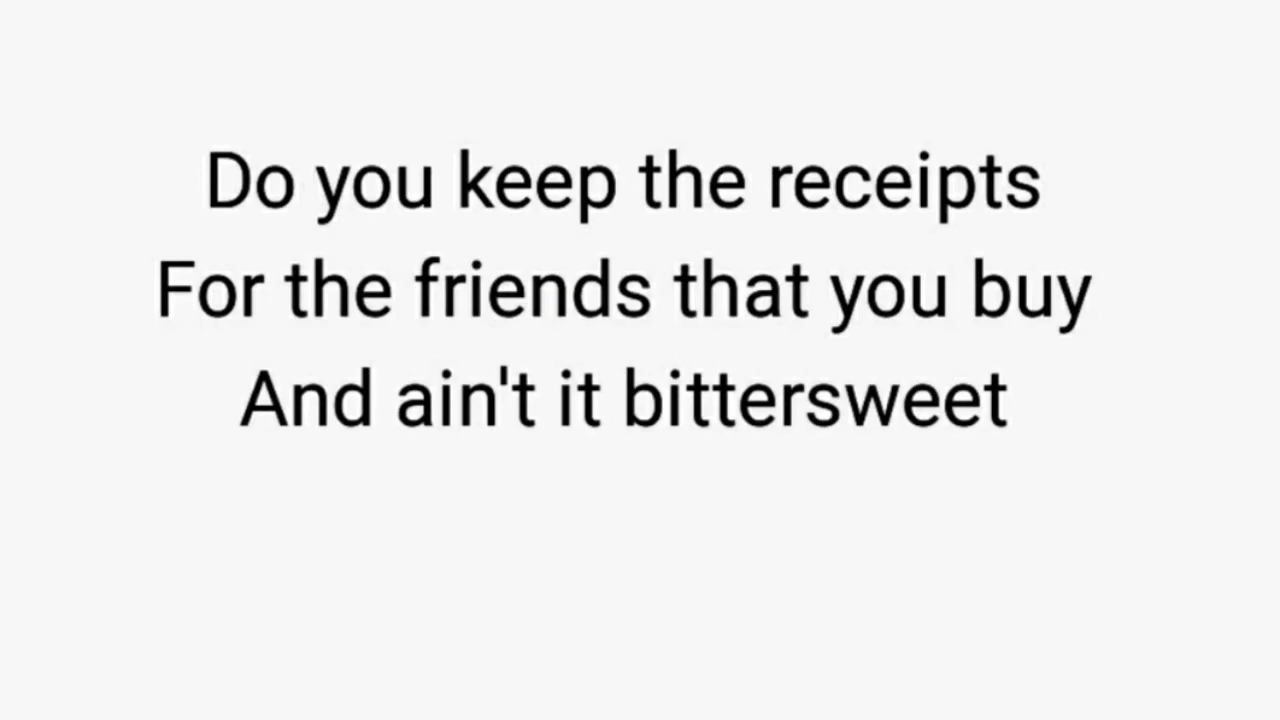 Do you keep the receipts
For the friends that you buy
And ain't it bittersweet